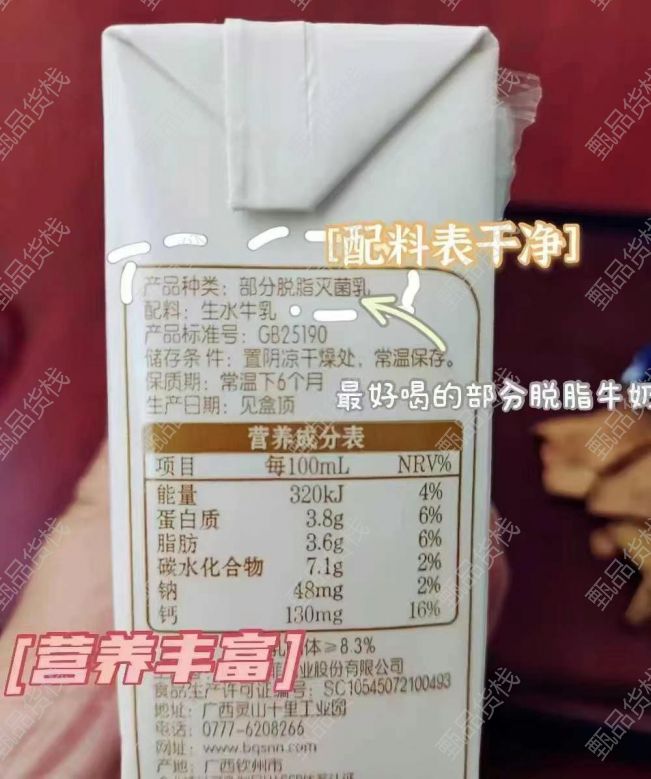 [配料表干净]
产品种类：部分脱脂灭菌乳
配料：生水牛乳
产品标准号：GB25190
储存条件：置阴凉干燥处，常温保存。
保质期：常温下6个月
生产日期：见盒顶
最好喝的部分脱脂牛奶
营养成分表
项目 每100mL NRV%
能量 320kJ 4%
蛋白质 3.8g 6%
脂肪 3.6g 6%
碳水化合物 7.1g 2%
钠 48mg 2%
钙 130mg 16%
[营养丰富]
体≥8.3%
业股份有限公司
食品生产许可证编号：SC10545072100493
地址：广西灵山十里工业园
电话：0777-6208266
网址：www.bqsnn.com
产地：广西钦州市
甄品货栈